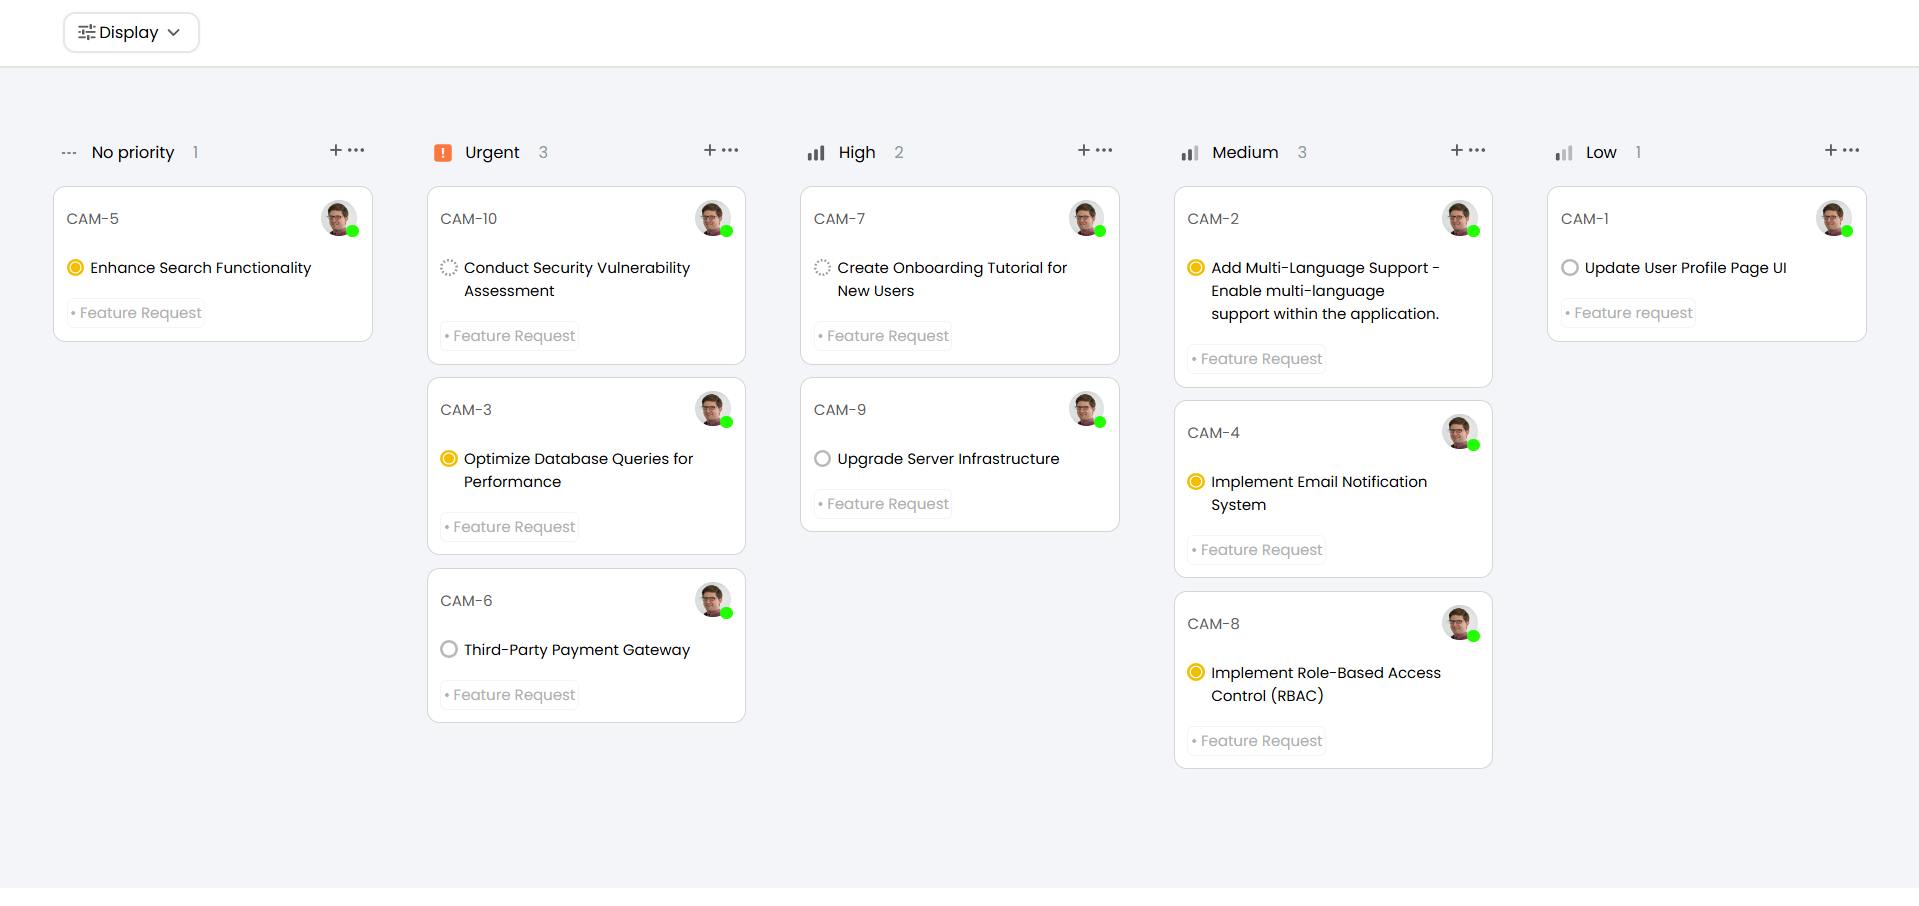 Display
No priority 1
CAM-5
Enhance Search Functionality
• Feature Request
Urgent 3
CAM-10
Conduct Security Vulnerability
Assessment
• Feature Request
CAM-3
Optimize Database Queries for
Performance
• Feature Request
CAM-6
Third-Party Payment Gateway
• Feature Request
High 2
CAM-7
Create Onboarding Tutorial for
New Users
• Feature Request
CAM-9
Upgrade Server Infrastructure
• Feature Request
Medium 3
CAM-2
Add Multi-Language Support -
Enable multi-language
support within the application.
• Feature Request
CAM-4
Implement Email Notification
System
• Feature Request
CAM-8
Implement Role-Based Access
Control (RBAC)
• Feature Request
Low 1
CAM-1
Update User Profile Page UI
• Feature request